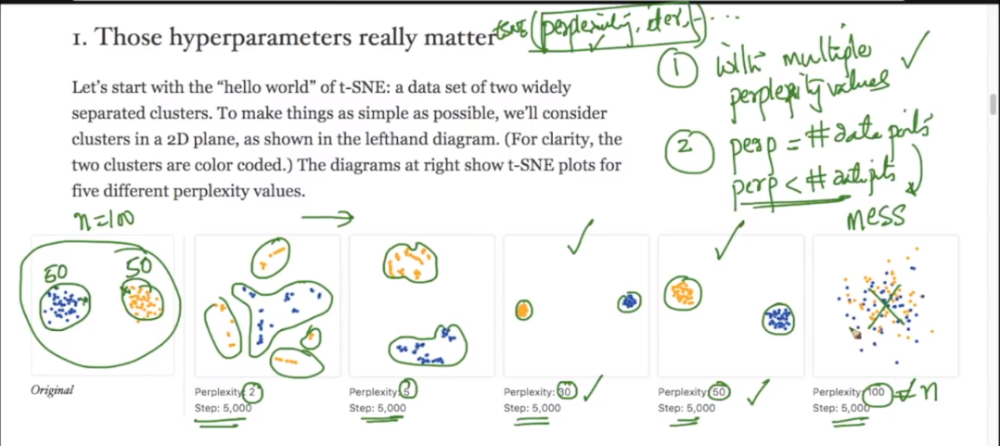 1. Those hyperparameters really matter
tSNE (perplexity, iter, ) ...
① With multiple
perplexity values
② perp = # data points
perp < #
Let's start with the “hello world” of t-SNE: a data set of two widely
separated clusters. To make things as simple as possible, we'll consider
clusters in a 2D plane, as shown in the lefthand diagram. (For clarity, the
two clusters are color coded.) The diagrams at right show t-SNE plots for
five different perplexity values.
n=100
mess
50
50
Original
Perplexity: 2
Step: 5,000
Perplexity: 5
Step: 5,000
Perplexity: 30
Step: 5,000
Perplexity: 50
Step: 5,000
Perplexity: 100
Step: 5,000
n